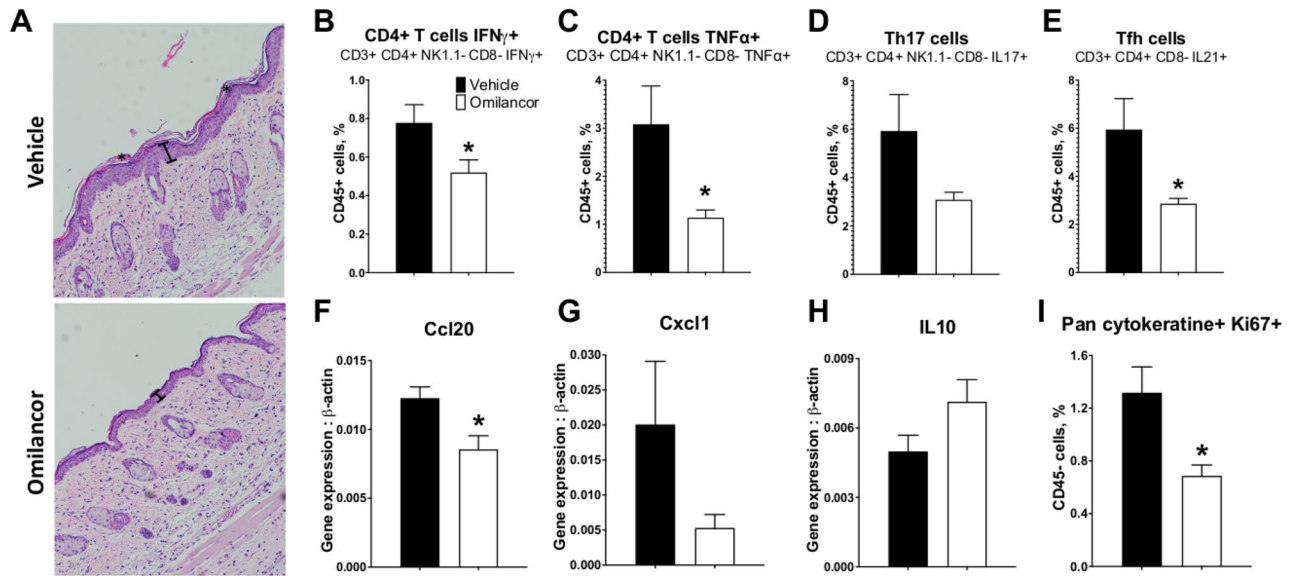 A
Vehicle
*
*
Omilancor
B
CD4+ T cells IFNγ+
CD3+ CD4+ NK1.1- CD8- IFNγ+
CD45+ cells, %
1.0
0.8
0.6
0.4
0.2
0.0
Vehicle
Omilancor
*
C
CD4+ T cells TNFα+
CD3+ CD4+ NK1.1- CD8- TNFα+
CD45+ cells, %
4
3
2
1
0
*
D
Th17 cells
CD3+ CD4+ NK1.1- CD8- IL17+
CD45+ cells, %
8
6
4
2
0
E
Tfh cells
CD3+ CD4+ CD8- IL21+
CD45+ cells, %
8
6
4
2
0
*
F
Ccl20
Gene expression : β-actin
0.015
0.010
0.005
0.000
*
G
Cxcl1
Gene expression : β-actin
0.030
0.025
0.020
0.015
0.010
0.005
0.000
H
IL10
Gene expression : β-actin
0.009
0.006
0.003
0.000
I
Pan cytokeratine+ Ki67+
CD45- cells, %
1.6
1.2
0.8
0.4
0.0
*